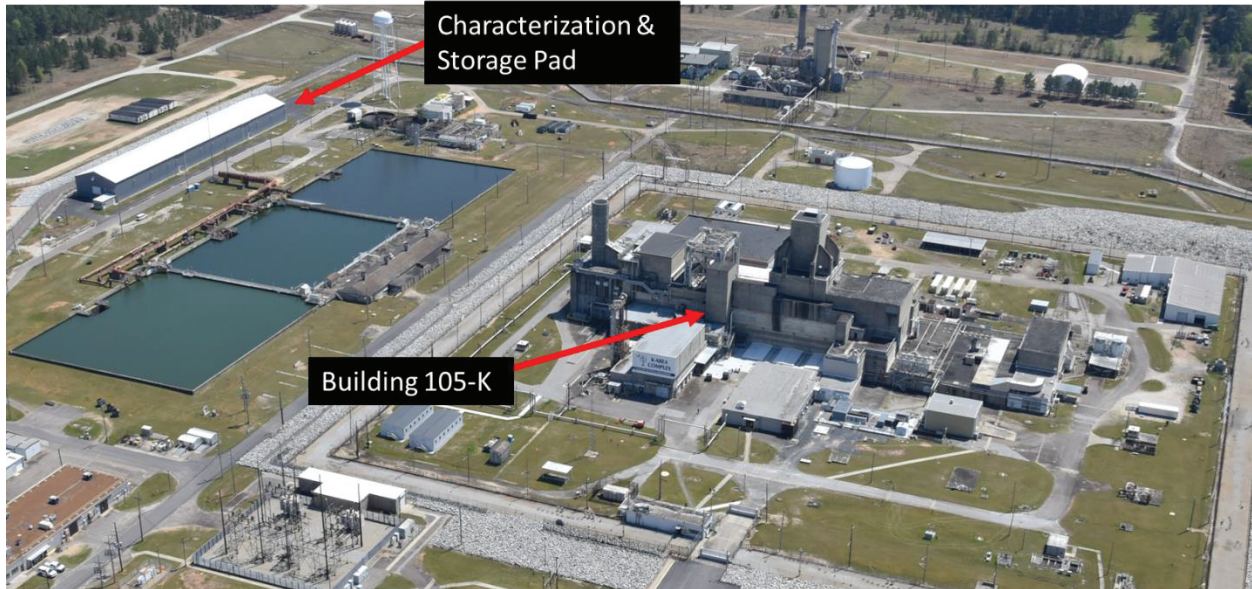 Characterization &
Storage Pad
Building 105-K
K-AREA
COMPLEX